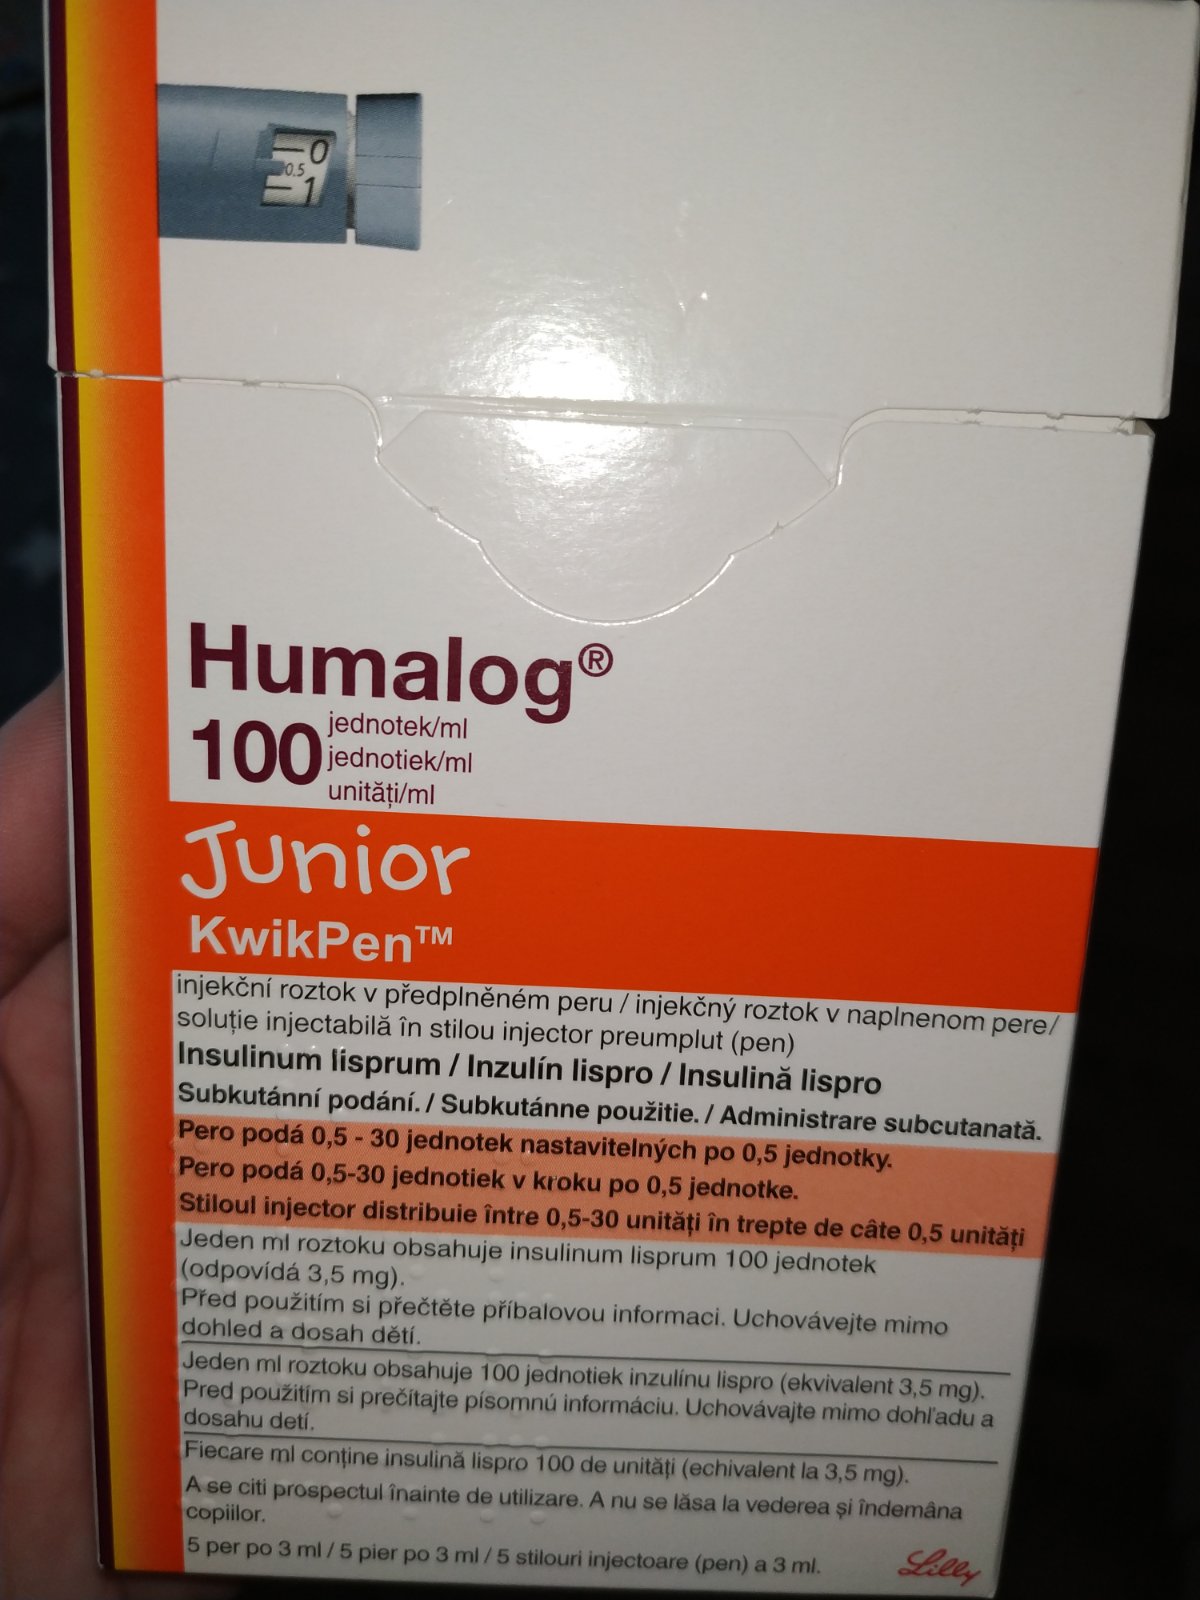 0
0.5
1
Humalog®
100 jednotek/ml
jednotiek/ml
unități/ml
Junior
KwikPen™
injekční roztok v předplněném peru / injekčný roztok v naplnenom pere/
soluție injectabilă în stilou injector preumplut (pen)
Insulinum lisprum / Inzulín lispro / Insulină lispro
Subkutánní podání. / Subkutánne použitie. / Administrare subcutanată.
Pero podá 0,5 - 30 jednotek nastavitelných po 0,5 jednotky.
Pero podá 0,5-30 jednotiek v kroku po 0,5 jednotke.
Stiloul injector distribuie între 0,5-30 unități în trepte de câte 0,5 unități
Jeden ml roztoku obsahuje insulinum lisprum 100 jednotek
(odpovídá 3,5 mg).
Před použitím si přečtěte příbalovou informaci. Uchovávejte mimo
dohled a dosah dětí.
Jeden ml roztoku obsahuje 100 jednotiek inzulínu lispro (ekvivalent 3,5 mg).
Pred použitím si prečítajte písomnú informáciu. Uchovávajte mimo dohľadu a
dosahu detí.
Fiecare ml conține insulină lispro 100 de unități (echivalent la 3,5 mg).
A se citi prospectul înainte de utilizare. A nu se lăsa la vederea și îndemâna
copiilor.
5 per po 3 ml / 5 pier po 3 ml / 5 stilouri injectoare (pen) a 3 ml.
Lilly